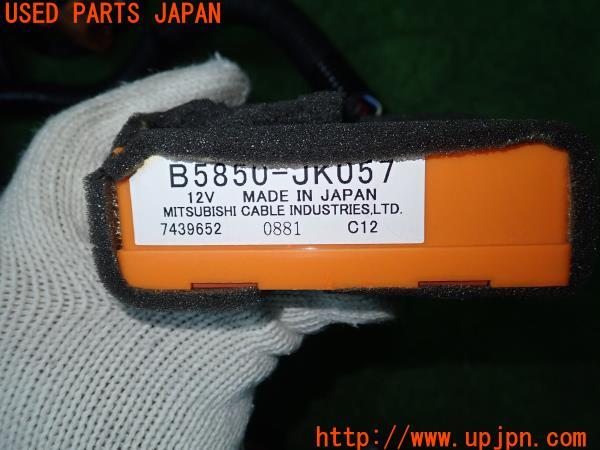 USED PARTS JAPAN
B5850-JK057
12V MADE IN JAPAN
MITSUBISHI CABLE INDUSTRIES,LTD.
7439652 0881 C12
http://www.upjpn.com